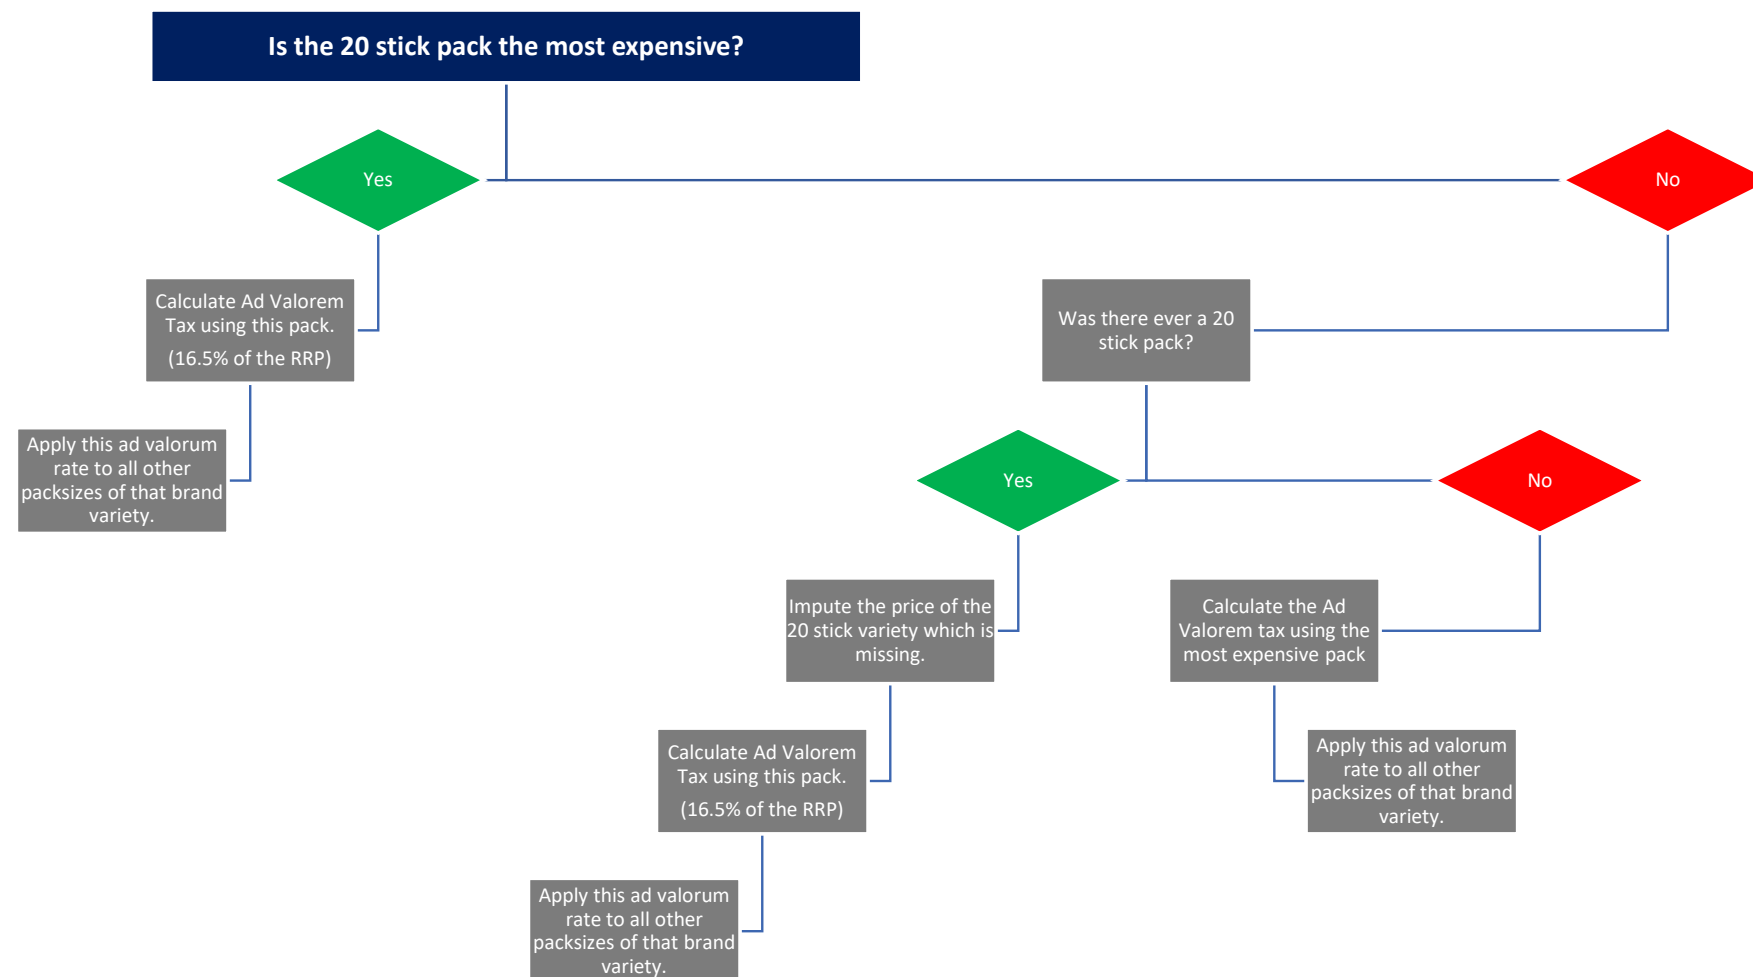 Is the 20 stick pack the most expensive?
Yes
No
Calculate Ad Valorem
Tax using this pack.
(16.5% of the RRP)
Was there ever a 20
stick pack?
Apply this ad valorum
rate to all other
packsizes of that brand
variety.
Yes
No
Impute the price of the
20 stick variety which is
missing.
Calculate the Ad
Valorem tax using the
most expensive pack
Calculate Ad Valorem
Tax using this pack.
(16.5% of the RRP)
Apply this ad valorum
rate to all other
packsizes of that brand
variety.
Apply this ad valorum
rate to all other
packsizes of that brand
variety.